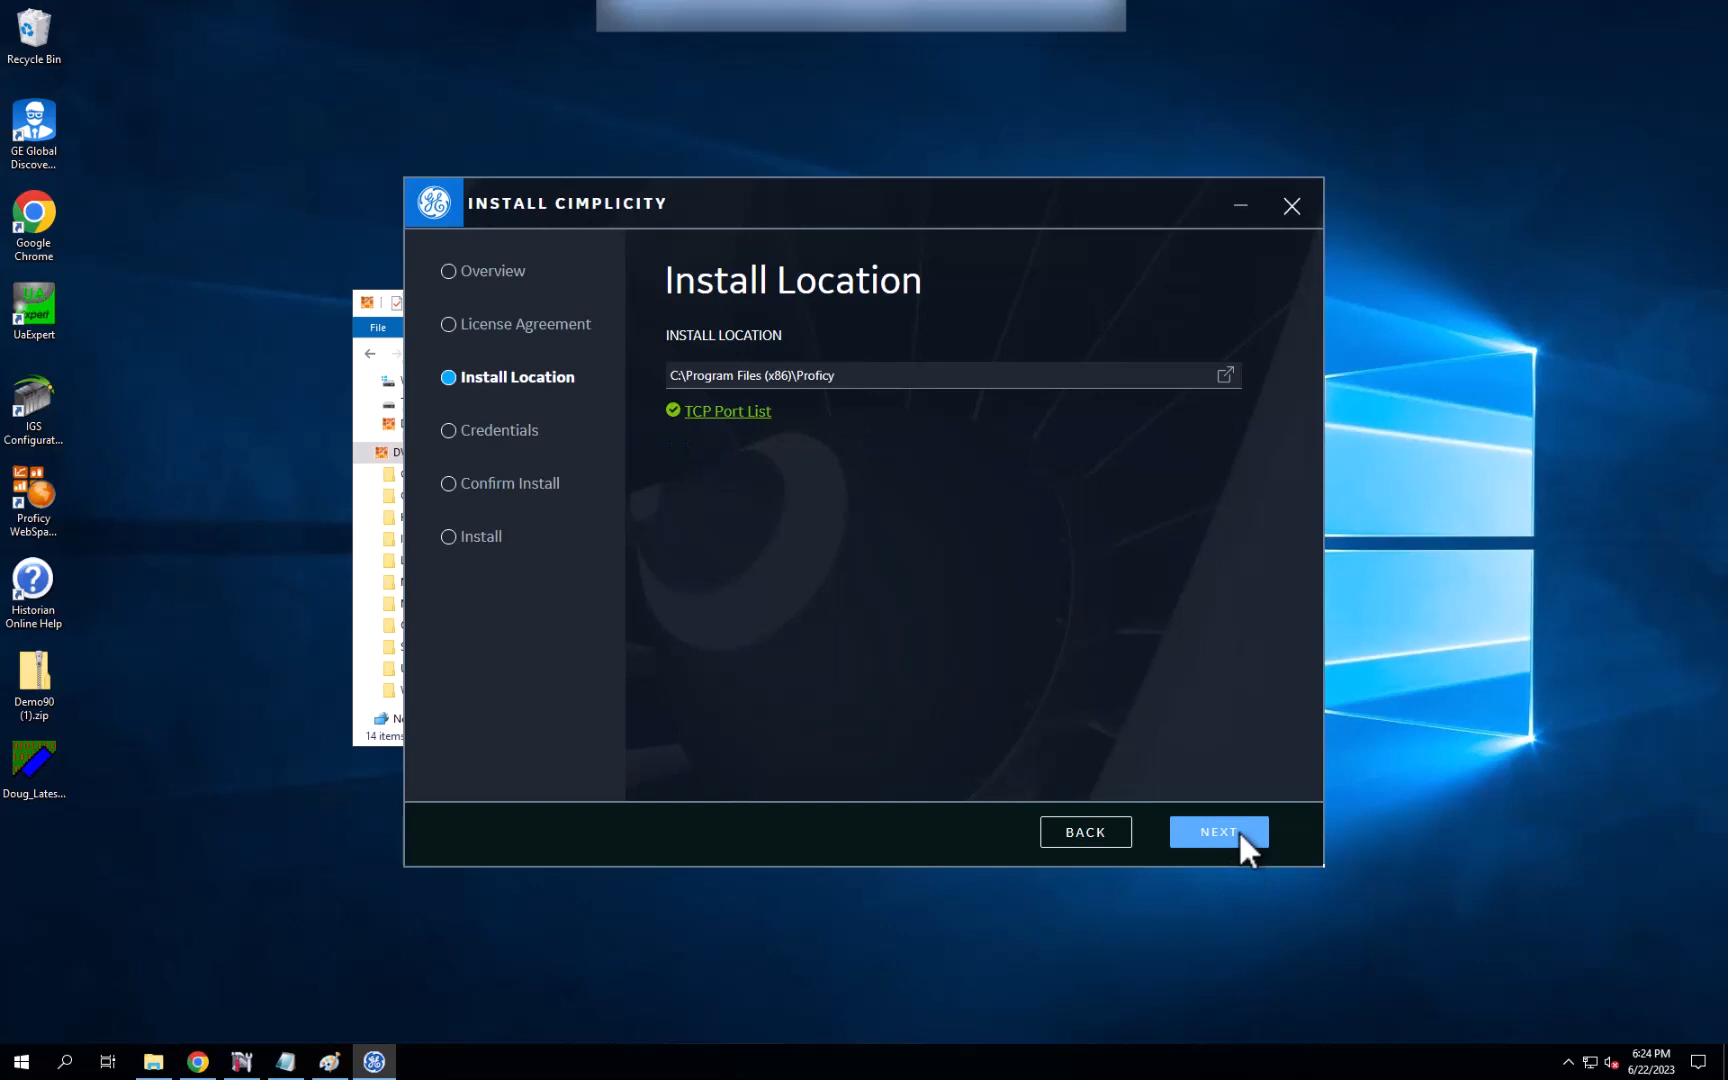 Recycle Bin
GE Global
Discove...
Google
Chrome
UA
Expert
UaExpert
IGS
Configurat...
Proficy
WebSpa...
Historian
Online Help
Demo90
(1).zip
Doug_Lates...
File
14 items
INSTALL CIMPLICITY
Overview
License Agreement
Install Location
Credentials
Confirm Install
Install
Install Location
INSTALL LOCATION
C:\Program Files (x86)\Proficy
TCP Port List
BACK
NEXT
6:24 PM
6/22/2023